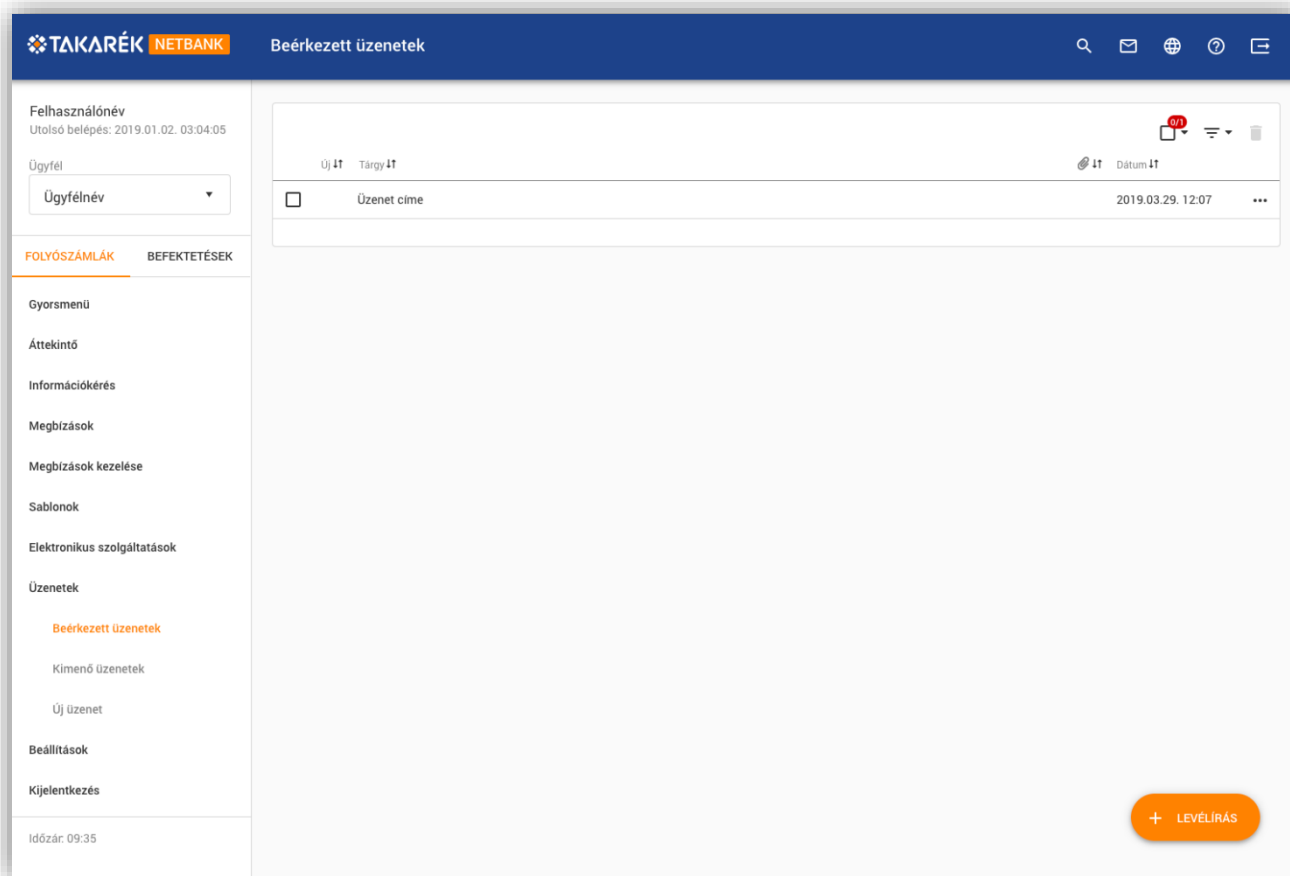 TAKARÉK NETBANK
Beérkezett üzenetek
Felhasználónév
Utolsó belépés: 2019.01.02. 03:04:05
Ügyfél
Ügyfélnév
FOLYÓSZÁMLÁK BEFEKTETÉSEK
Gyorsmenü
Áttekintő
Információkérés
Megbízások
Megbízások kezelése
Sablonok
Elektronikus szolgáltatások
Üzenetek
Beérkezett üzenetek
Kimenő üzenetek
Új üzenet
Beállítások
Kijelentkezés
Időzár: 09:35
0/1
Új Tárgy Dátum
Üzenet címe 2019.03.29. 12:07
+ LEVÉLÍRÁS